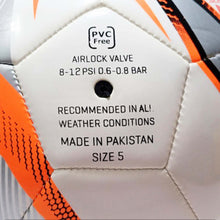 PVC
Free
AIRLOCK VALVE
8-12 PSI 0.6-0.8 BAR
RECOMMENDED IN AL!
WEATHER CONDITIONS
MADE IN PAKISTAN
SIZE 5